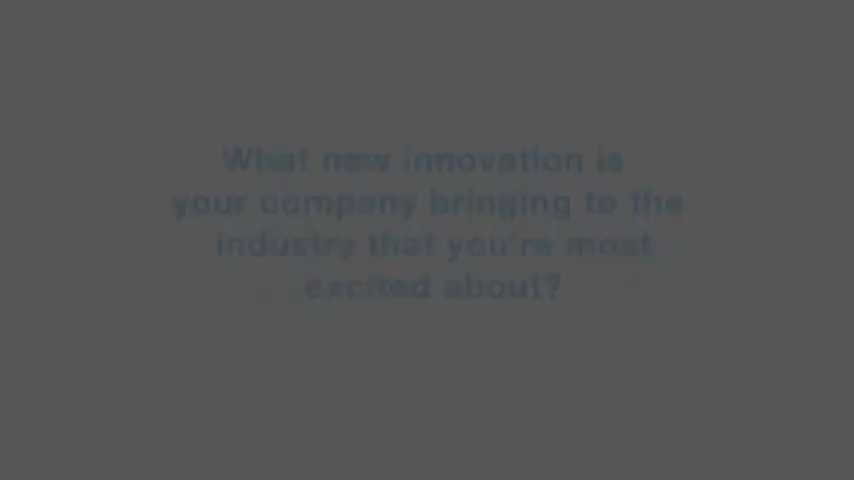 What new innovation is
your company bringing to the
industry that you're most
excited about?